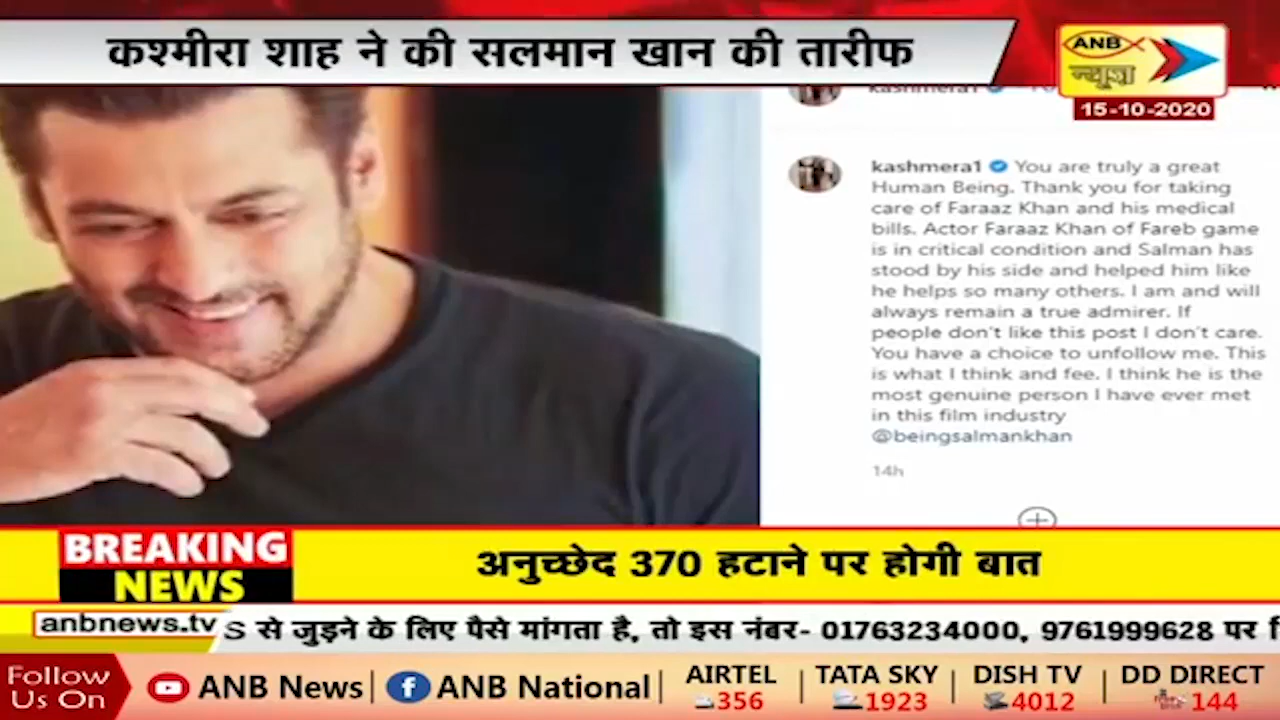 कश्मीरा शाह ने की सलमान खान की तारीफ
ANB
न्यूज़
15-10-2020
kashmera1
kashmera1 You are truly a great
Human Being. Thank you for taking
care of Faraaz Khan and his medical
bills. Actor Faraaz Khan of Fareb game
is in critical condition and Salman has
stood by his side and helped him like
he helps so many others. I am and will
always remain a true admirer. If
people don't like this post I don't care.
You have a choice to unfollow me. This
is what I think and fee. I think he is the
most genuine person I have ever met
in this film industry
@beingsalmankhan
14h
BREAKING
NEWS
अनुच्छेद 370 हटाने पर होगी बात
anbnews.tv
S से जुड़ने के लिए पैसे मांगता है, तो इस नंबर- 01763234000, 9761999628 पर
Follow
Us On
ANB News
ANB National
AIRTEL
356
TATA SKY
1923
DISH TV
4012
DD DIRECT
144